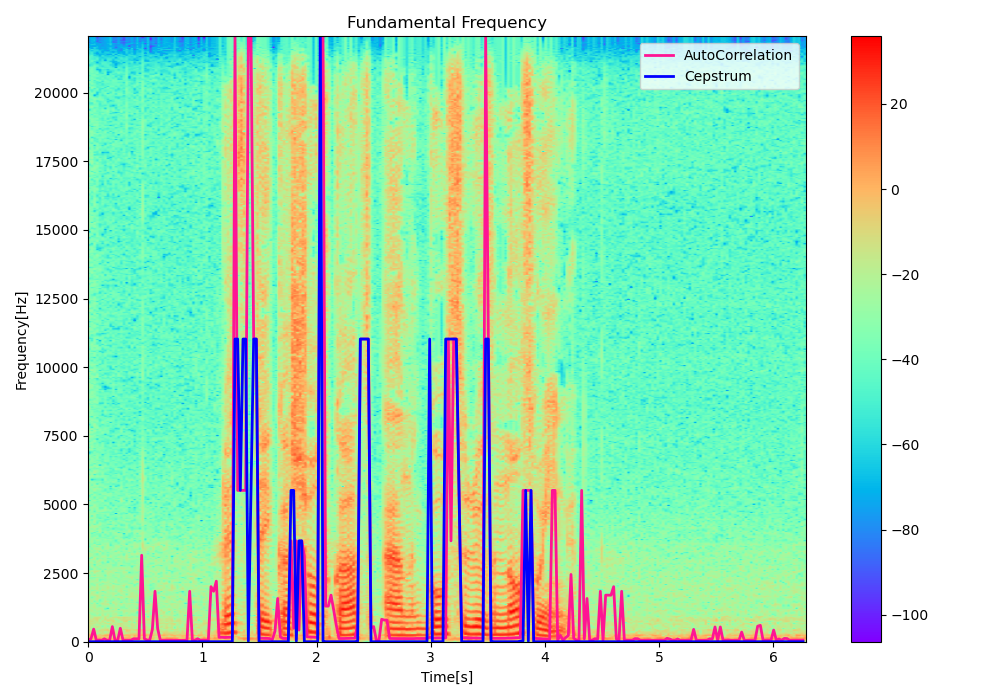 Fundamental Frequency
AutoCorrelation
Cepstrum
Frequency[Hz]
20000
17500
15000
12500
10000
7500
5000
2500
0
0 1 2 3 4 5 6
Time[s]
20
0
−20
−40
−60
−80
−100